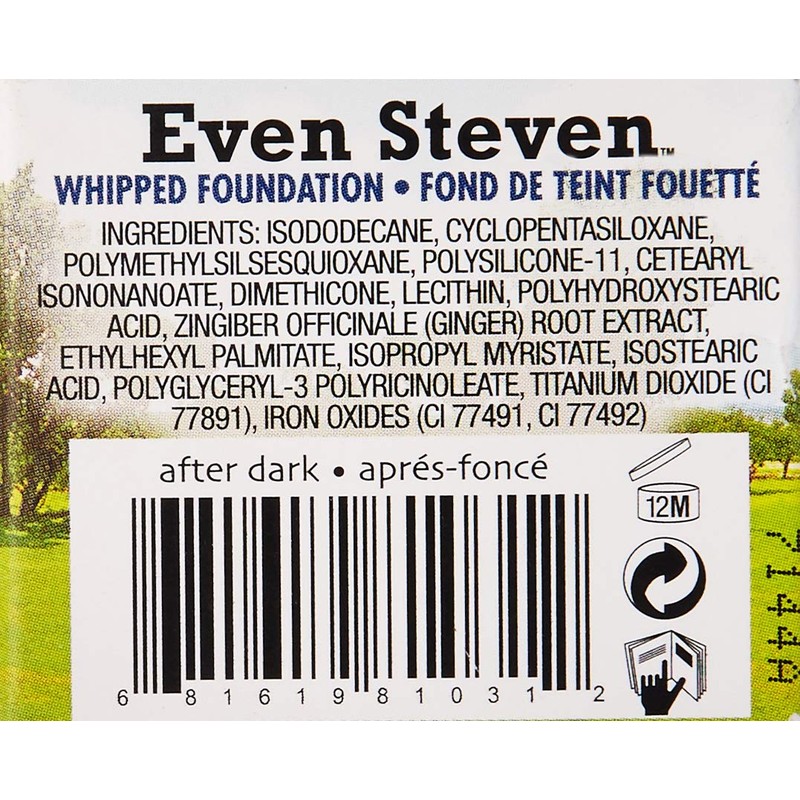 Even Steven™
WHIPPED FOUNDATION • FOND DE TEINT FOUETTÉ
INGREDIENTS: ISODODECANE, CYCLOPENTASILOXANE,
POLYMETHYLSILSESQUIOXANE, POLYSILICONE-11, CETEARYL
ISONONANOATE, DIMETHICONE, LECITHIN, POLYHYDROXYSTEARIC
ACID, ZINGIBER OFFICINALE (GINGER) ROOT EXTRACT,
ETHYLHEXYL PALMITATE, ISOPROPYL MYRISTATE, ISOSTEARIC
ACID, POLYGLYCERYL-3 POLYRICINOLEATE, TITANIUM DIOXIDE (CI
77891), IRON OXIDES (CI 77491, CI 77492)
after dark • aprés-foncé
12M
6 81619 81031 2